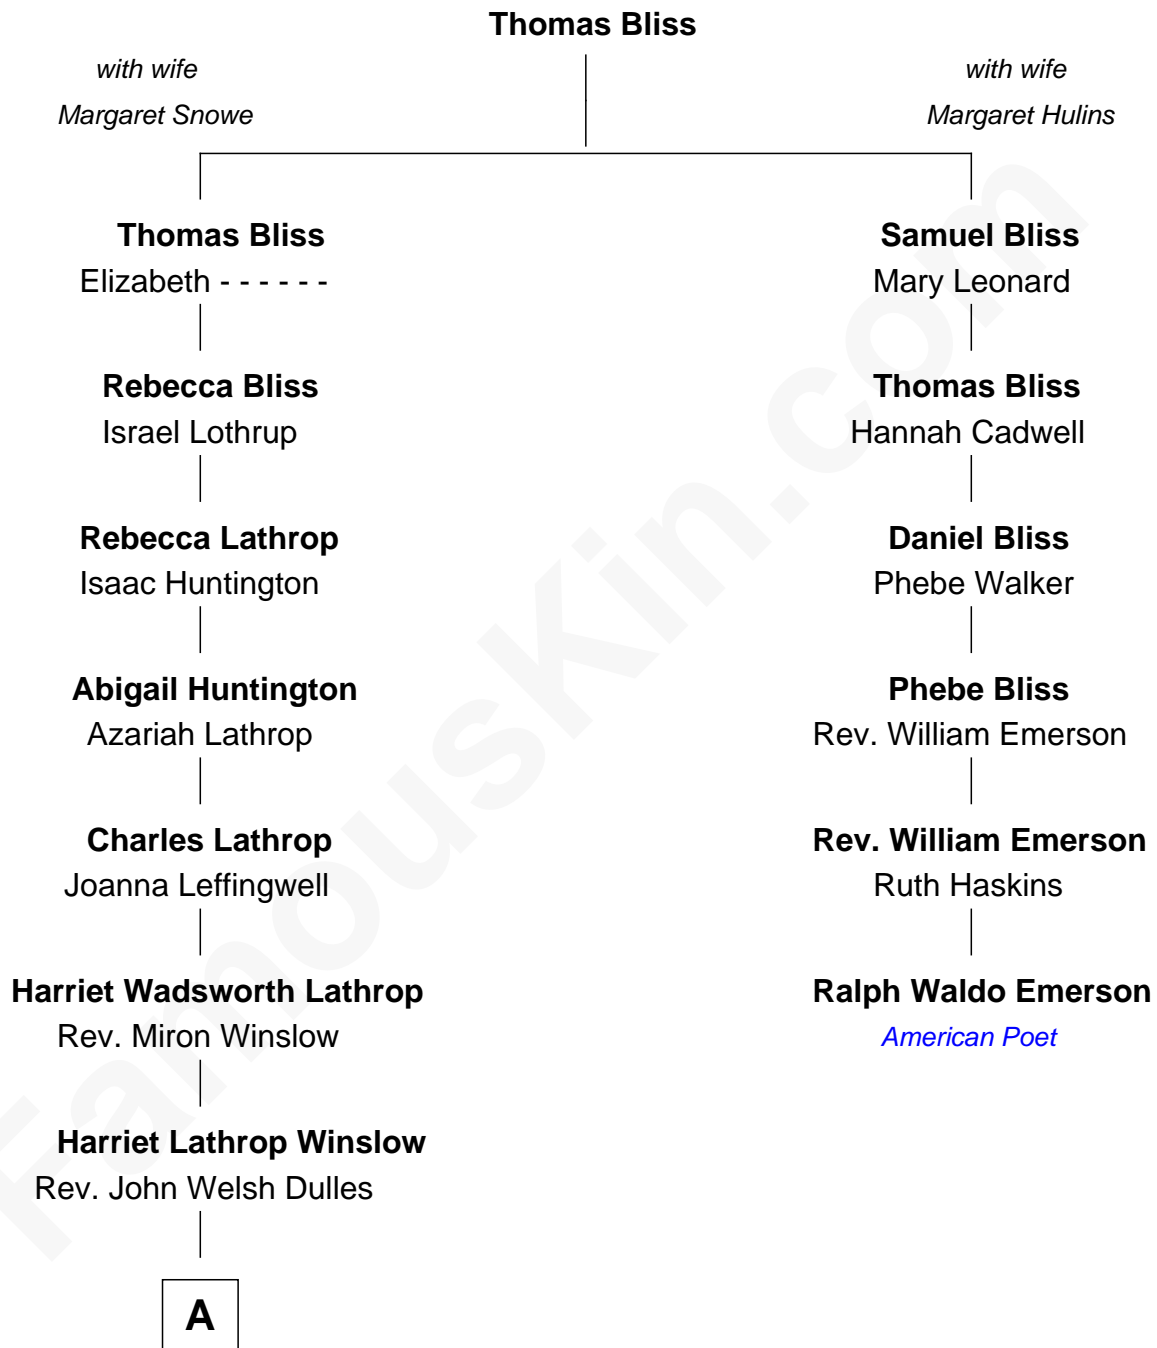 Thomas Bliss
with wife
Margaret Snowe
with wife
Margaret Hulins
Thomas Bliss
Elizabeth - - - - - -
Rebecca Bliss
Israel Lothrup
Rebecca Lathrop
Isaac Huntington
Abigail Huntington
Azariah Lathrop
Charles Lathrop
Joanna Leffingwell
Harriet Wadsworth Lathrop
Rev. Miron Winslow
Harriet Lathrop Winslow
Rev. John Welsh Dulles
A
Samuel Bliss
Mary Leonard
Thomas Bliss
Hannah Cadwell
Daniel Bliss
Phebe Walker
Phebe Bliss
Rev. William Emerson
Rev. William Emerson
Ruth Haskins
Ralph Waldo Emerson
American Poet
FamousKin.com